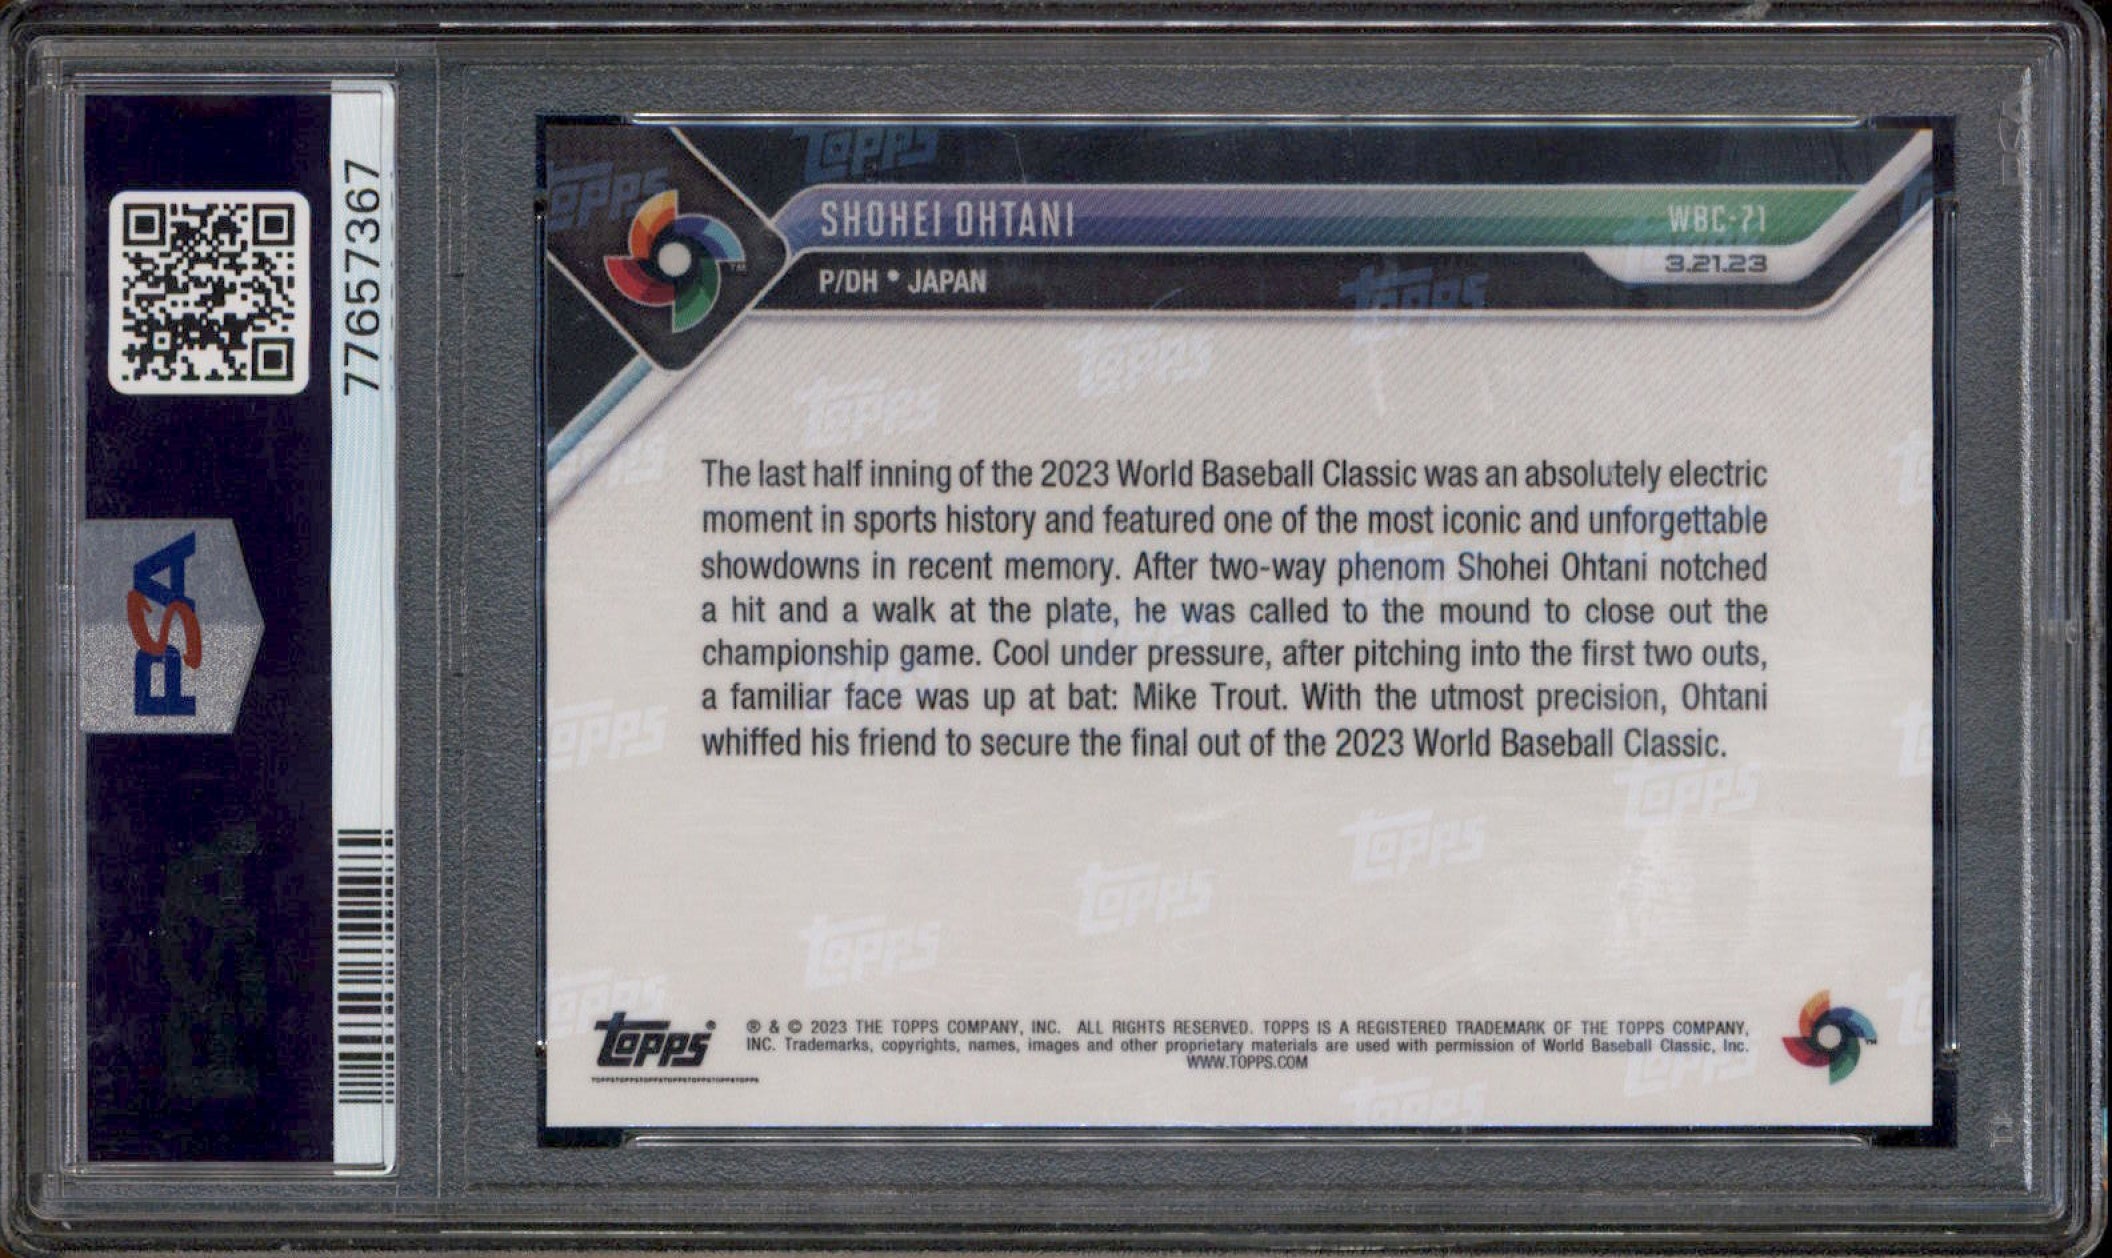 77657367
PSA
SHOHEI OHTANI
WBC-71
P/DH • JAPAN
3.21.23
The last half inning of the 2023 World Baseball Classic was an absolutely electric
moment in sports history and featured one of the most iconic and unforgettable
showdowns in recent memory. After two-way phenom Shohei Ohtani notched
a hit and a walk at the plate, he was called to the mound to close out the
championship game. Cool under pressure, after pitching into the first two outs,
a familiar face was up at bat: Mike Trout. With the utmost precision, Ohtani
whiffed his friend to secure the final out of the 2023 World Baseball Classic.
Topps®
TOPPSTOPPSTOPPSTOPPSTOPPSTOPPSTOPPS
® & © 2023 THE TOPPS COMPANY, INC. ALL RIGHTS RESERVED. TOPPS IS A REGISTERED TRADEMARK OF THE TOPPS COMPANY,
INC. Trademarks, copyrights, names, images and other proprietary materials are used with permission of World Baseball Classic, Inc.
WWW.TOPPS.COM